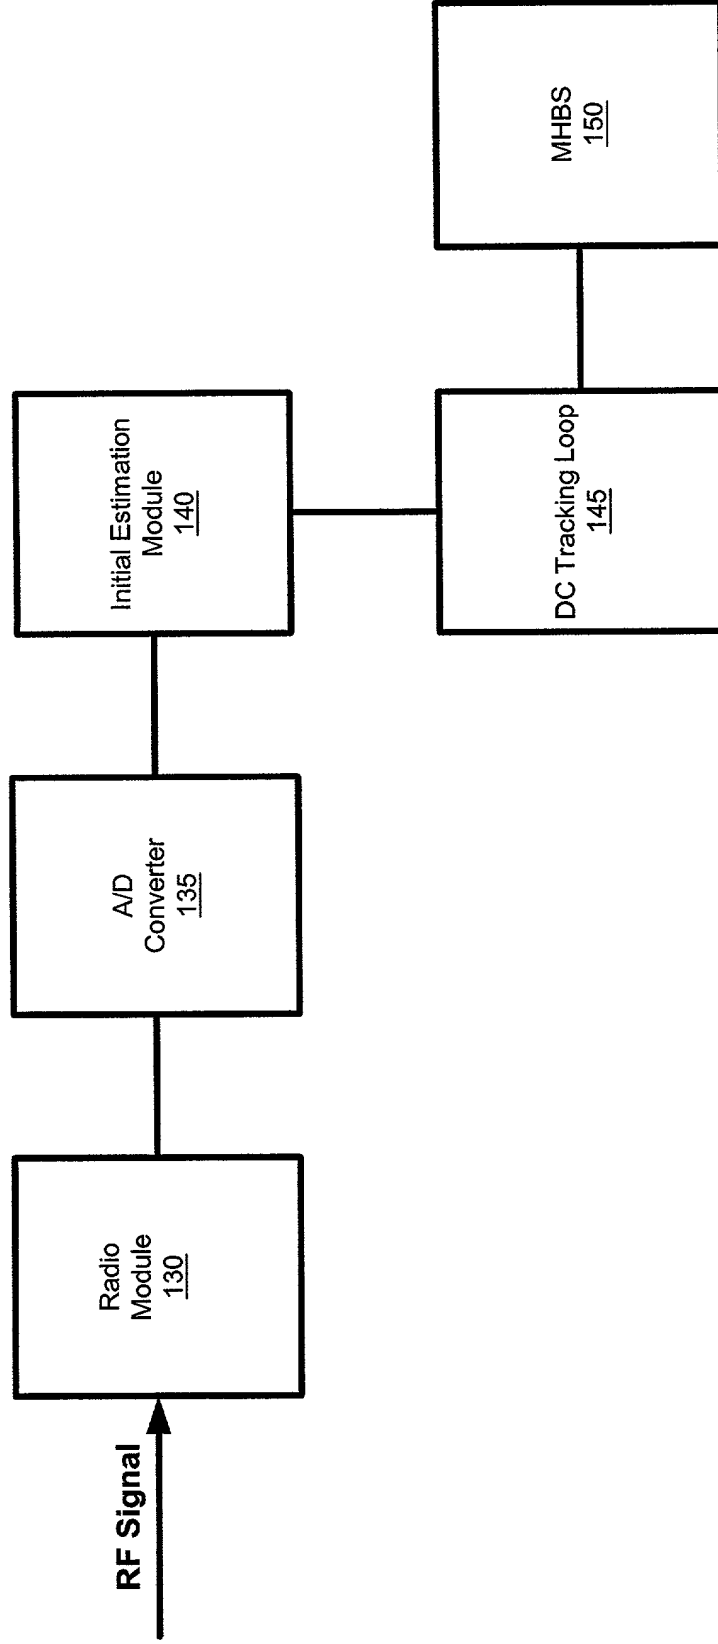 RF Signal
Radio
Module
130
A/D
Converter
135
Initial Estimation
Module
140
DC Tracking Loop
145
MHBS
150